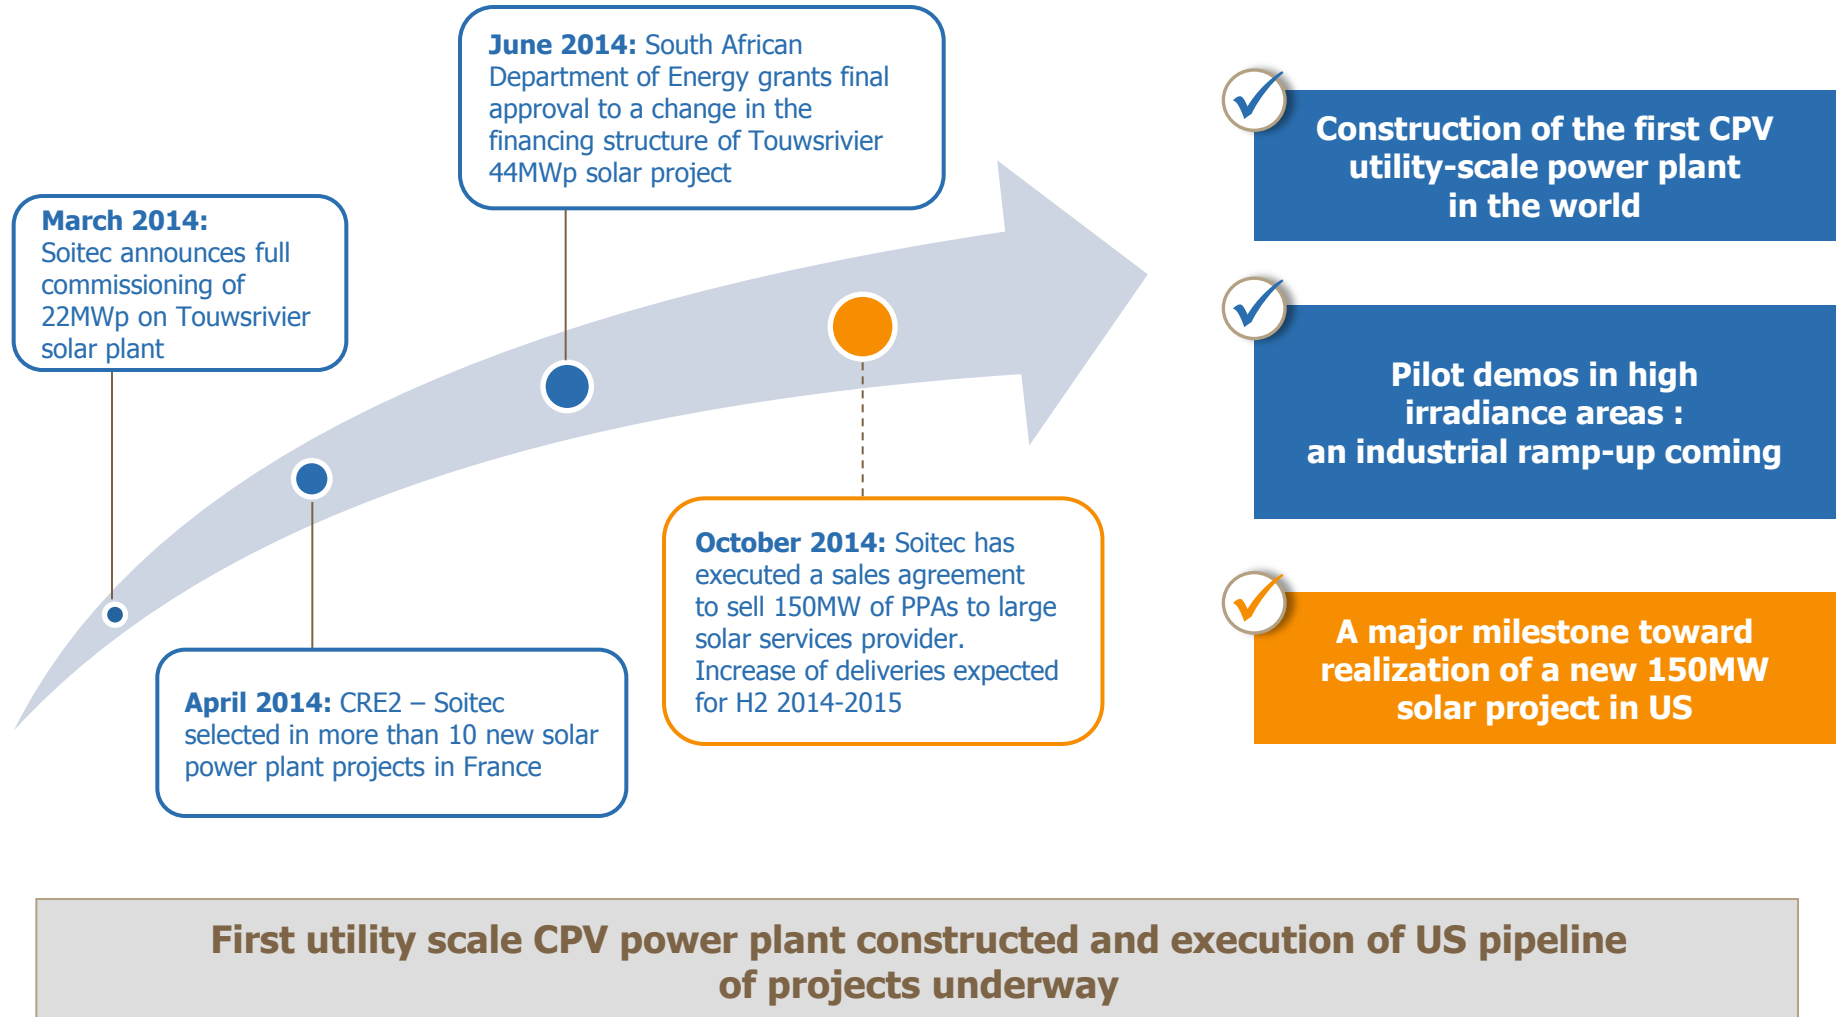 June 2014: South African
Department of Energy grants final
approval to a change in the
financing structure of Touwsrivier
44MWp solar project
March 2014:
Soitec announces full
commissioning of
22MWp on Touwsrivier
solar plant
April 2014: CRE2 – Soitec
selected in more than 10 new solar
power plant projects in France
October 2014: Soitec has
executed a sales agreement
to sell 150MW of PPAs to large
solar services provider.
Increase of deliveries expected
for H2 2014-2015
Construction of the first CPV
utility-scale power plant
in the world
Pilot demos in high
irradiance areas :
an industrial ramp-up coming
A major milestone toward
realization of a new 150MW
solar project in US
First utility scale CPV power plant constructed and execution of US pipeline
of projects underway